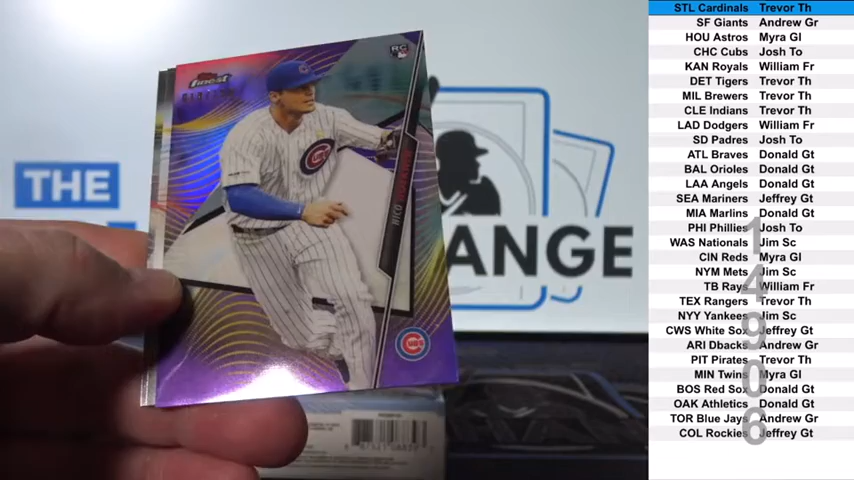 Topps
finest
RC
NICO HOERNER
THE
ANGE
STL Cardinals Trevor Th
SF Giants Andrew Gr
HOU Astros Myra Gl
CHC Cubs Josh To
KAN Royals William Fr
DET Tigers Trevor Th
MIL Brewers Trevor Th
CLE Indians Trevor Th
LAD Dodgers William Fr
SD Padres Josh To
ATL Braves Donald Gt
BAL Orioles Donald Gt
LAA Angels Donald Gt
SEA Mariners Jeffrey Gt
MIA Marlins Donald Gt
PHI Phillies Josh To
WAS Nationals Jim Sc
CIN Reds Myra Gl
NYM Mets Jim Sc
TB Rays William Fr
TEX Rangers Trevor Th
NYY Yankees Jim Sc
CWS White Sox Jeffrey Gt
ARI Dbacks Andrew Gr
PIT Pirates Trevor Th
MIN Twins Myra Gl
BOS Red Sox Donald Gt
OAK Athletics Donald Gt
TOR Blue Jays Andrew Gr
COL Rockies Jeffrey Gt
14906